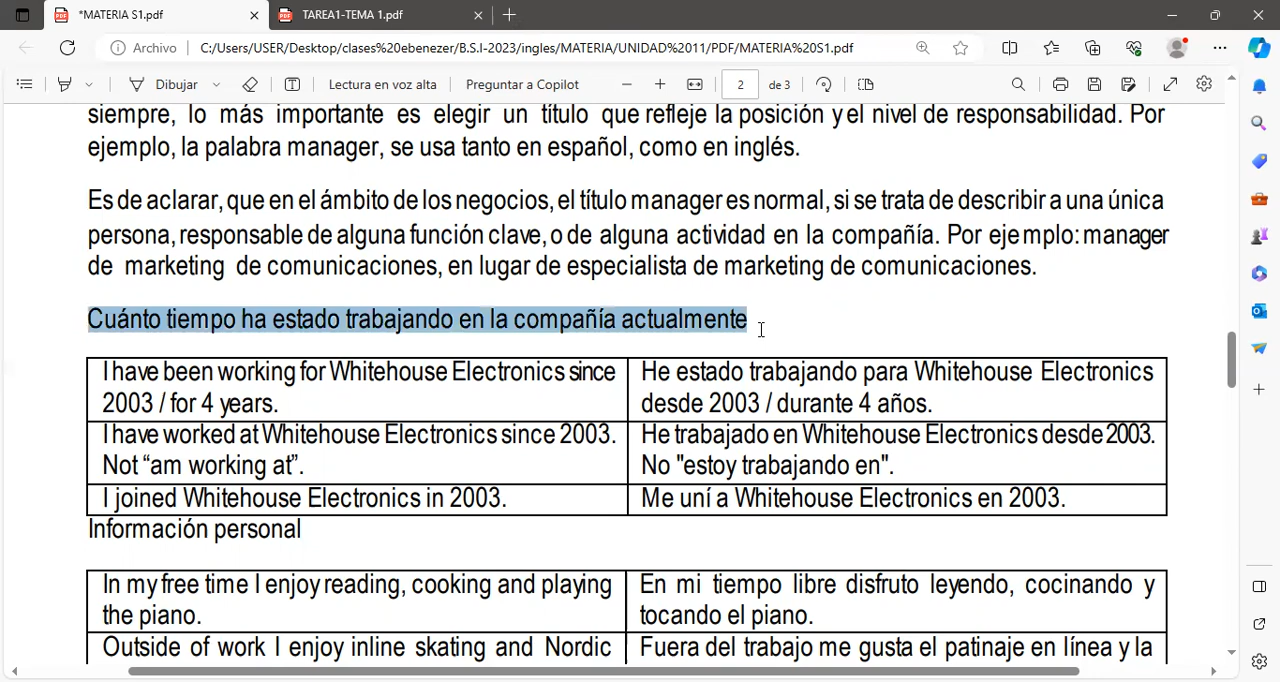 *MATERIA S1.pdf
TAREA1-TEMA 1.pdf
Archivo
C:/Users/USER/Desktop/clases%20ebenezer/B.S.I-2023/ingles/MATERIA/UNIDAD%2011/PDF/MATERIA%20S1.pdf
Dibujar
Lectura en voz alta
Preguntar a Copilot
2
de 3
siempre, lo más importante es elegir un título que refleje la posición y el nivel de responsabilidad. Por
ejemplo, la palabra manager, se usa tanto en español, como en inglés.
Es de aclarar, que en el ámbito de los negocios, el título manager es normal, si se trata de describir a una única
persona, responsable de alguna función clave, o de alguna actividad en la compañía. Por ejemplo: manager
de marketing de comunicaciones, en lugar de especialista de marketing de comunicaciones.
Cuánto tiempo ha estado trabajando en la compañía actualmente
I have been working for Whitehouse Electronics since
2003 / for 4 years.
He estado trabajando para Whitehouse Electronics
desde 2003 / durante 4 años.
I have worked at Whitehouse Electronics since 2003.
Not “am working at”.
He trabajado en Whitehouse Electronics desde 2003.
No "estoy trabajando en".
I joined Whitehouse Electronics in 2003.
Me uní a Whitehouse Electronics en 2003.
Información personal
In my free time I enjoy reading, cooking and playing
the piano.
En mi tiempo libre disfruto leyendo, cocinando y
tocando el piano.
Outside of work I enjoy inline skating and Nordic
Fuera del trabajo me gusta el patinaje en línea y la